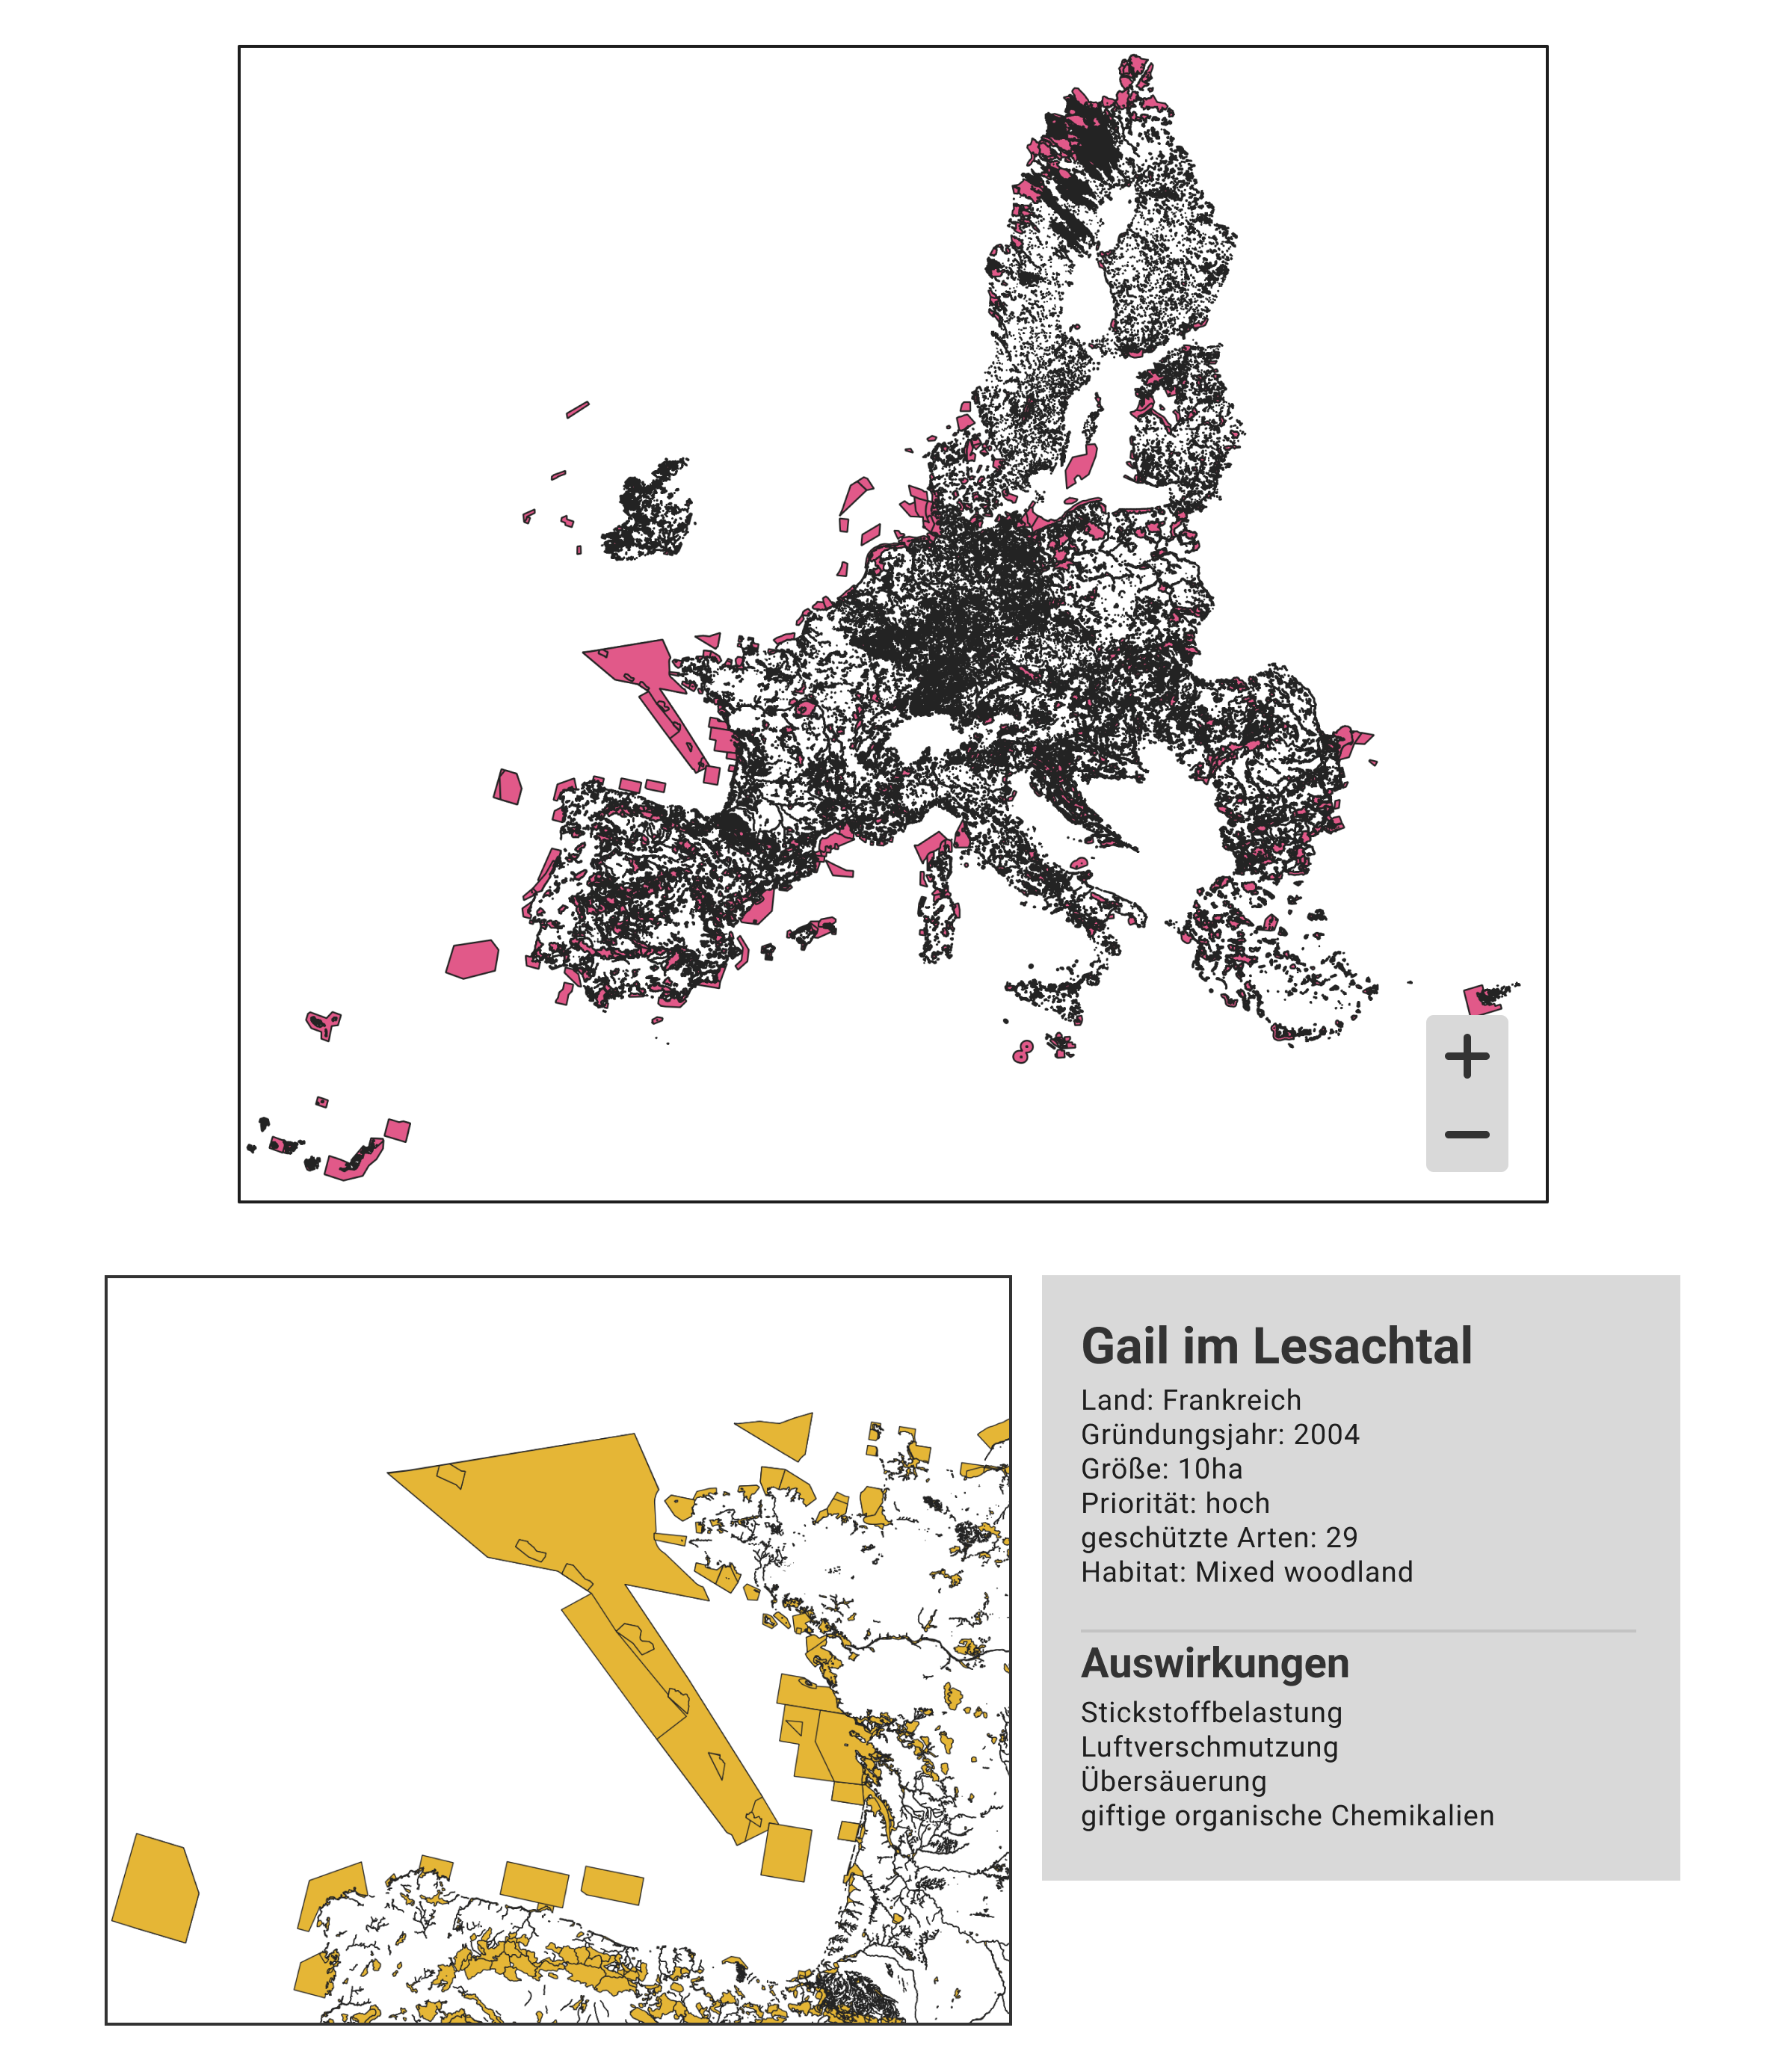 +
−
Gail im Lesachtal
Land: Frankreich
Gründungsjahr: 2004
Größe: 10ha
Priorität: hoch
geschützte Arten: 29
Habitat: Mixed woodland
Auswirkungen
Stickstoffbelastung
Luftverschmutzung
Übersäuerung
giftige organische Chemikalien